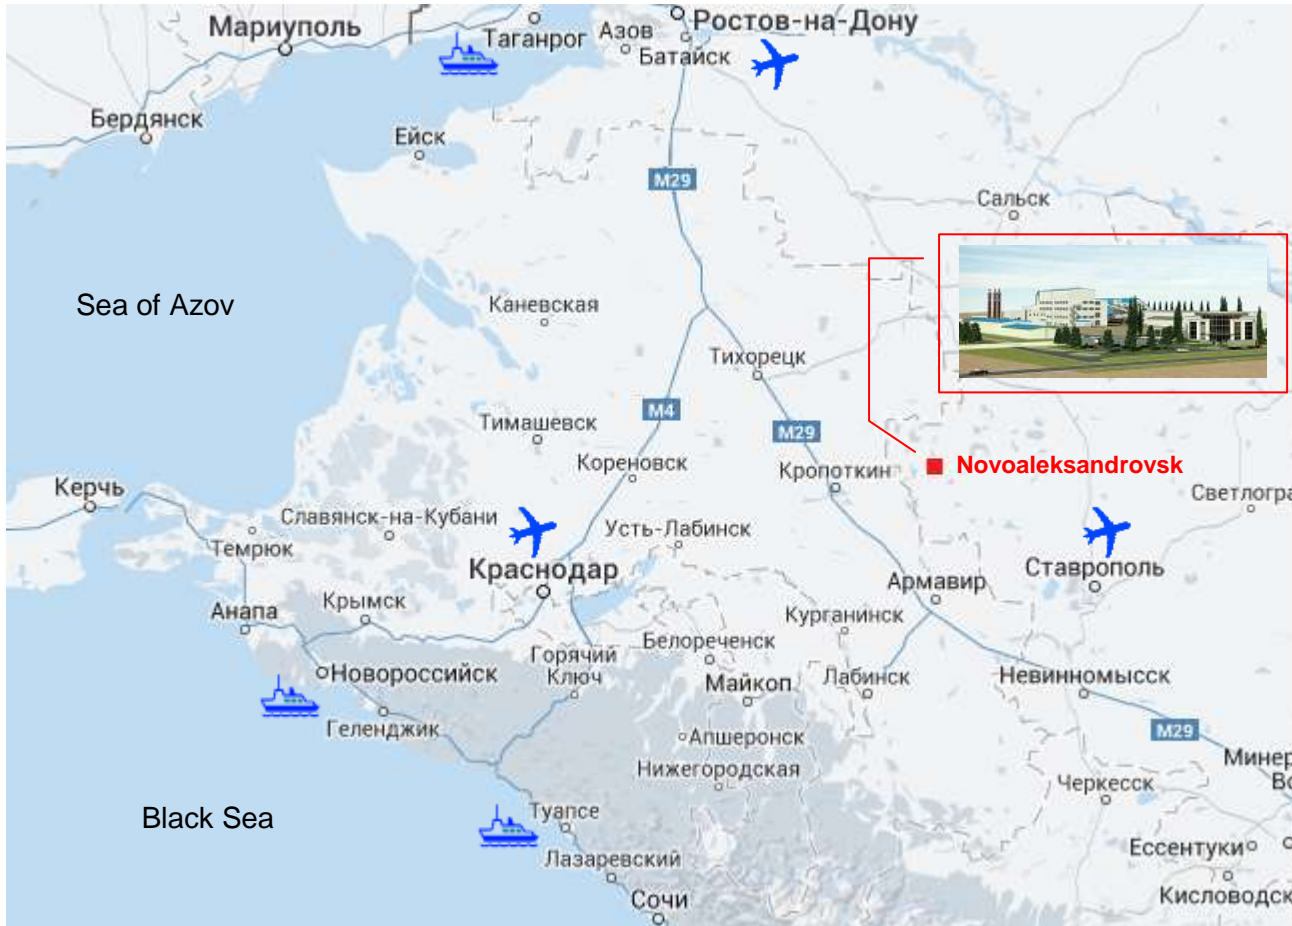 Ростов-на-Дону
Мариуполь
Таганрог
Азов
Батайск
Бердянск
Ейск
M29
Сальск
Sea of Azov
Каневская
Тихорецк
M4
Тимашевск
M29
Кореновск
Кропоткин
Novoaleksandrovsk
Керчь
Светлогра
Славянск-на-Кубани
Усть-Лабинск
Темрюк
Краснодар
Ставрополь
Армавир
Анапа
Крымск
Курганинск
Белореченск
Горячий
Ключ
Новороссийск
Майкоп
Лабинск
Невинномысск
Геленджик
Апшеронск
M29
Нижегородская
Минер
Во
Черкесск
Black Sea
Туапсе
Ессентуки
Лазаревский
Кисловодск
Сочи